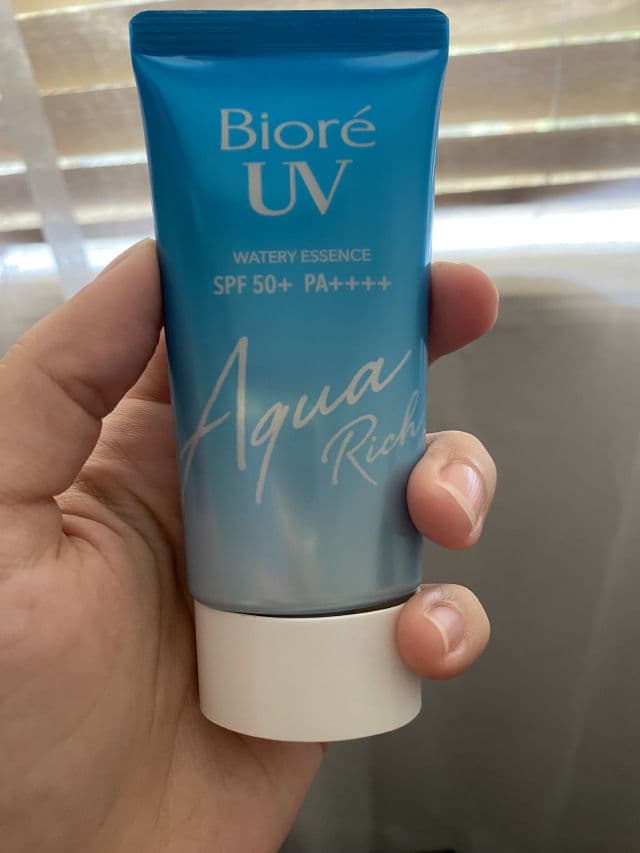 Bioré
UV
WATERY ESSENCE
SPF 50+ PA++++
Aqua
Rich